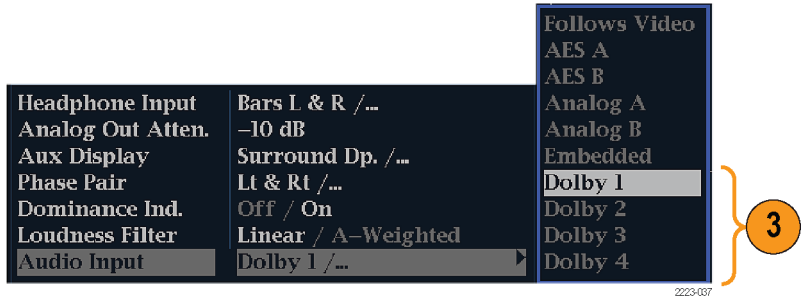 Headphone Input Bars L & R /...
Analog Out Atten. –10 dB
Aux Display Surround Dp. /...
Phase Pair Lt & Rt /...
Dominance Ind. Off / On
Loudness Filter Linear / A–Weighted
Audio Input Dolby 1 /...
Follows Video
AES A
AES B
Analog A
Analog B
Embedded
Dolby 1
Dolby 2
Dolby 3
Dolby 4
3
2223-037